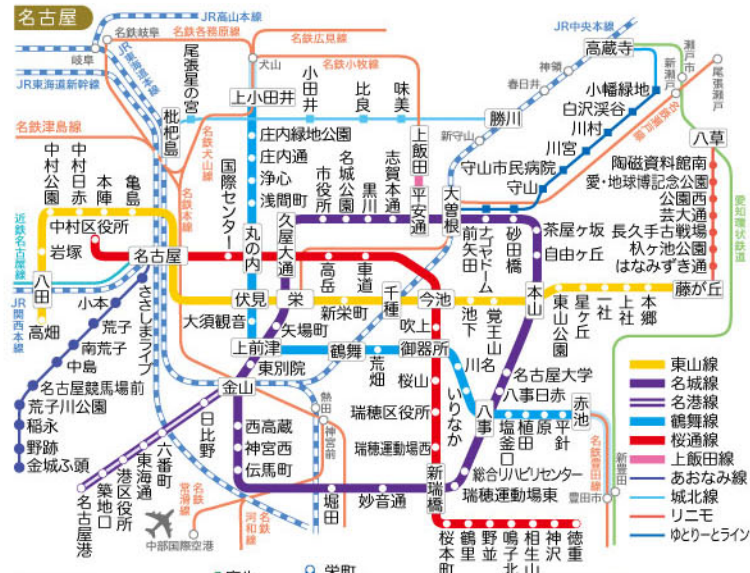 名古屋
JR高山本線
名鉄岐阜
名鉄各務原線
名鉄広見線
JR中央本線
高蔵寺
岐阜
JR東海道本線
尾張星の宮
犬山
名鉄小牧線
神領
瀬戸市
新瀬戸
尾張瀬戸
JR東海道新幹線
上小田井
小田井
比良
味美
春日井
小幡緑地
白沢渓谷
名鉄津島線
枇杷島
名鉄犬山線
勝川
川村
八草
庄内緑地公園
上飯田
新守山
川宮
庄内通
守山市民病院
陶磁資料館南
中村公園
中村日赤
本陣
亀島
名鉄本線
国際センター
浄心
浅間町
市役所
名城公園
黒川
志賀本通
平安通
大曽根
守山
愛・地球博記念公園
公園西
芸大通
愛知環状鉄道
近鉄名古屋線
中村区役所
岩塚
名古屋
丸の内
久屋大通
前矢田
ナゴヤドーム
砂田橋
茶屋ヶ坂
自由ヶ丘
長久手古戦場
杁ヶ池公園
はなみずき通
八田
高岳
車道
JR関西本線
高畑
小本
荒子
南荒子
中島
ささしまライブ
伏見
栄
新栄町
千種
今池
池下
覚王山
本山
東山公園
星ヶ丘
一社
上社
本郷
藤が丘
大須観音
矢場町
吹上
上前津
鶴舞
荒畑
御器所
東別院
川名
名古屋大学
東山線
名古屋競馬場前
金山
桜山
いりなか
八事日赤
赤池
名城線
荒子川公園
稲永
野跡
金城ふ頭
日比野
西高蔵
神宮西
伝馬町
熱田
神宮前
瑞穂区役所
八事
塩釜口
植田
原
平針
名港線
鶴舞線
桜通線
六番町
東海通
港区役所
築地口
名古屋港
瑞穂運動場西
新瑞橋
総合リハビリセンター
瑞穂運動場東
名鉄豊田線
新豊田
豊田市
上飯田線
あおなみ線
城北線
リニモ
ゆとりーとライン
名鉄常滑線
中部国際空港
名鉄河和線
堀田
妙音通
桜本町
鶴里
野並
鳴子北
相生山
神沢
徳重
栄町